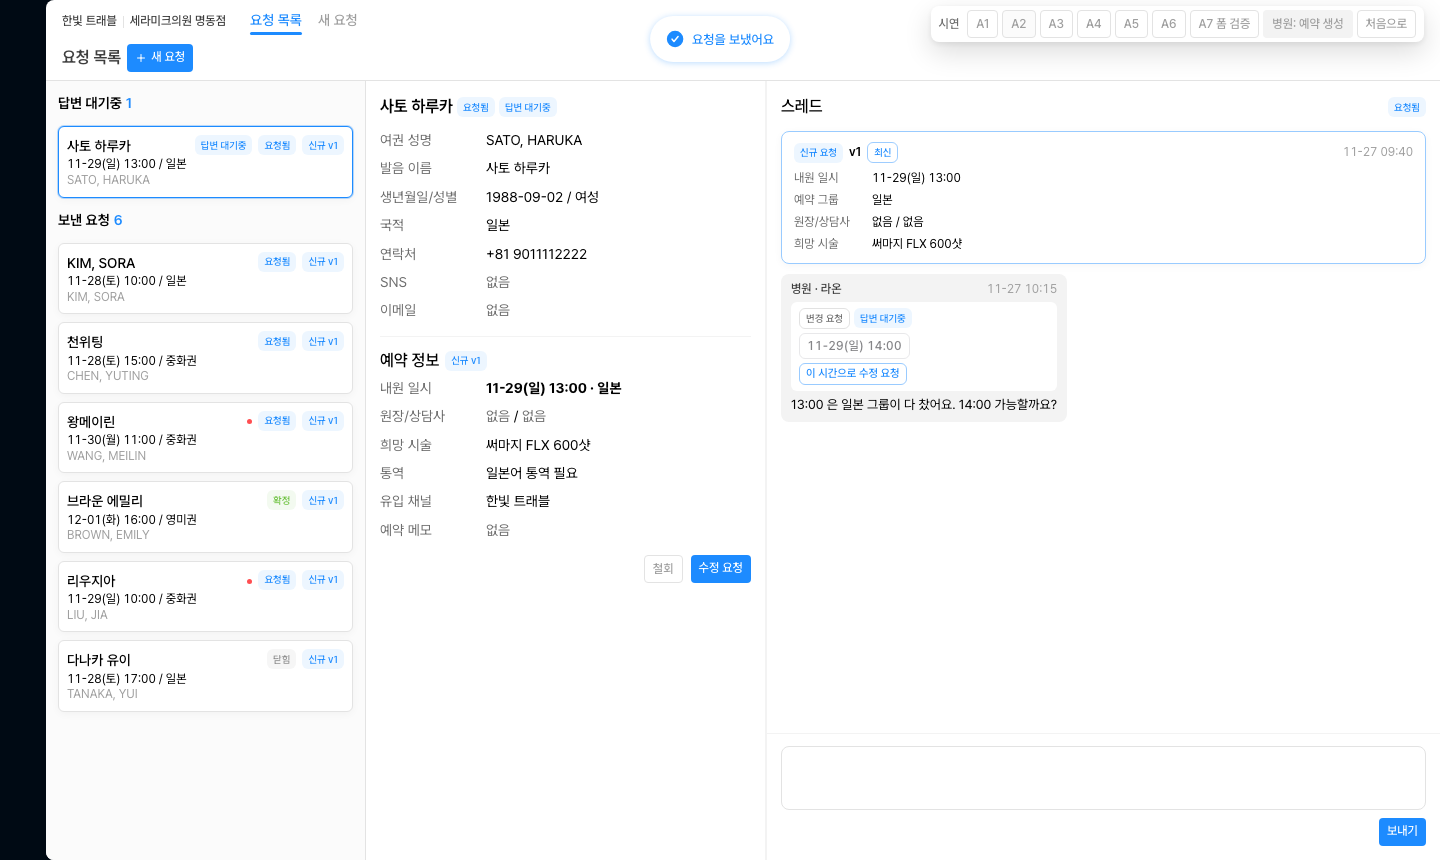 한빛 트래블 | 세라미크의원 명동점 요청 목록 새 요청
요청 목록 + 새 요청
요청을 보냈어요
시연 A1 A2 A3 A4 A5 A6 A7 폼 검증 병원: 예약 생성 처음으로
답변 대기중 1
사토 하루카 답변 대기중 요청됨 신규 v1
11-29(일) 13:00 / 일본
SATO, HARUKA
보낸 요청 6
KIM, SORA 요청됨 신규 v1
11-28(토) 10:00 / 일본
KIM, SORA
천위팅 요청됨 신규 v1
11-28(토) 15:00 / 중화권
CHEN, YUTING
왕메이린 요청됨 신규 v1
11-30(월) 11:00 / 중화권
WANG, MEILIN
브라운 에밀리 확정 신규 v1
12-01(화) 16:00 / 영미권
BROWN, EMILY
리우지아 요청됨 신규 v1
11-29(일) 10:00 / 중화권
LIU, JIA
다나카 유이 닫힘 신규 v1
11-28(토) 17:00 / 일본
TANAKA, YUI
사토 하루카 요청됨 답변 대기중
여권 성명 SATO, HARUKA
발음 이름 사토 하루카
생년월일/성별 1988-09-02 / 여성
국적 일본
연락처 +81 9011112222
SNS 없음
이메일 없음
예약 정보 신규 v1
내원 일시 11-29(일) 13:00 · 일본
원장/상담사 없음 / 없음
희망 시술 써마지 FLX 600샷
통역 일본어 통역 필요
유입 채널 한빛 트래블
예약 메모 없음
철회 수정 요청
스레드 요청됨
신규 요청 v1 최신 11-27 09:40
내원 일시 11-29(일) 13:00
예약 그룹 일본
원장/상담사 없음 / 없음
희망 시술 써마지 FLX 600샷
병원 · 라온 11-27 10:15
변경 요청 답변 대기중
11-29(일) 14:00
이 시간으로 수정 요청
13:00 은 일본 그룹이 다 찼어요. 14:00 가능할까요?
보내기